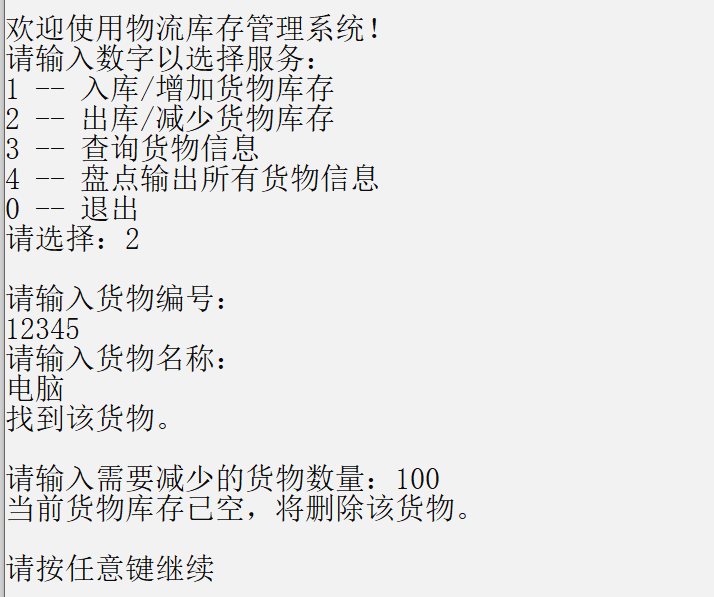 欢迎使用物流库存管理系统！
请输入数字以选择服务：
1 -- 入库/增加货物库存
2 -- 出库/减少货物库存
3 -- 查询货物信息
4 -- 盘点输出所有货物信息
0 -- 退出
请选择：2
请输入货物编号：
12345
请输入货物名称：
电脑
找到该货物。
请输入需要减少的货物数量：100
当前货物库存已空，将删除该货物。
请按任意键继续